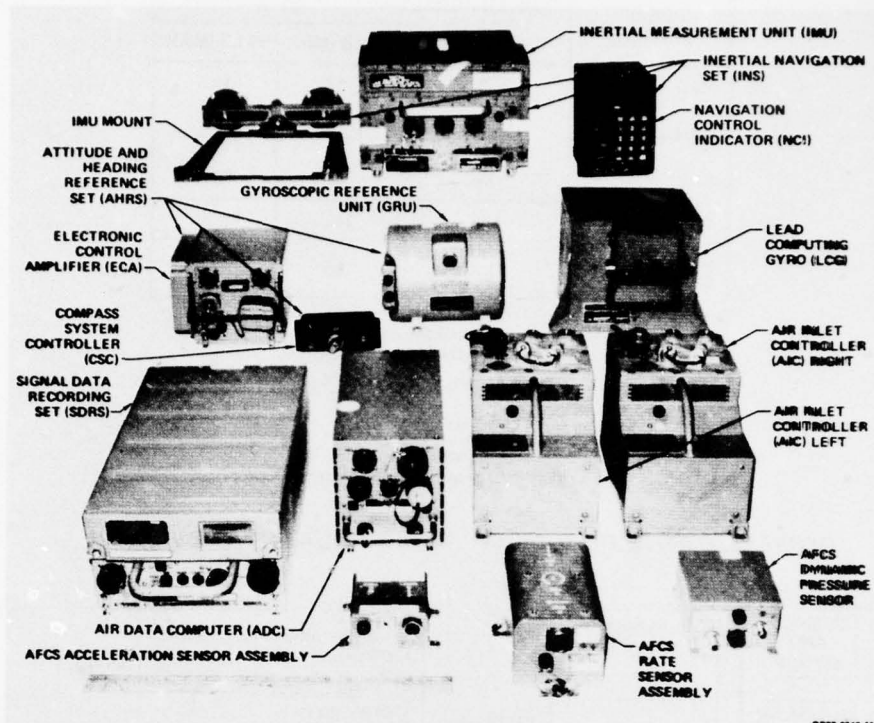 INERTIAL MEASUREMENT UNIT (IMU)
INERTIAL NAVIGATION
SET (INS)
NAVIGATION
CONTROL
INDICATOR (NCI)
IMU MOUNT
ATTITUDE AND
HEADING
REFERENCE
SET (AHRS)
GYROSCOPIC REFERENCE
UNIT (GRU)
ELECTRONIC
CONTROL
AMPLIFIER (ECA)
LEAD
COMPUTING
GYRO (LCG)
COMPASS
SYSTEM
CONTROLLER
(CSC)
AIR INLET
CONTROLLER
(AIC) RIGHT
SIGNAL DATA
RECORDING
SET (SDRS)
AIR INLET
CONTROLLER
(AIC) LEFT
AFCS
DYNAMIC
PRESSURE
SENSOR
AIR DATA COMPUTER (ADC)
AFCS ACCELERATION SENSOR ASSEMBLY
AFCS
RATE
SENSOR
ASSEMBLY